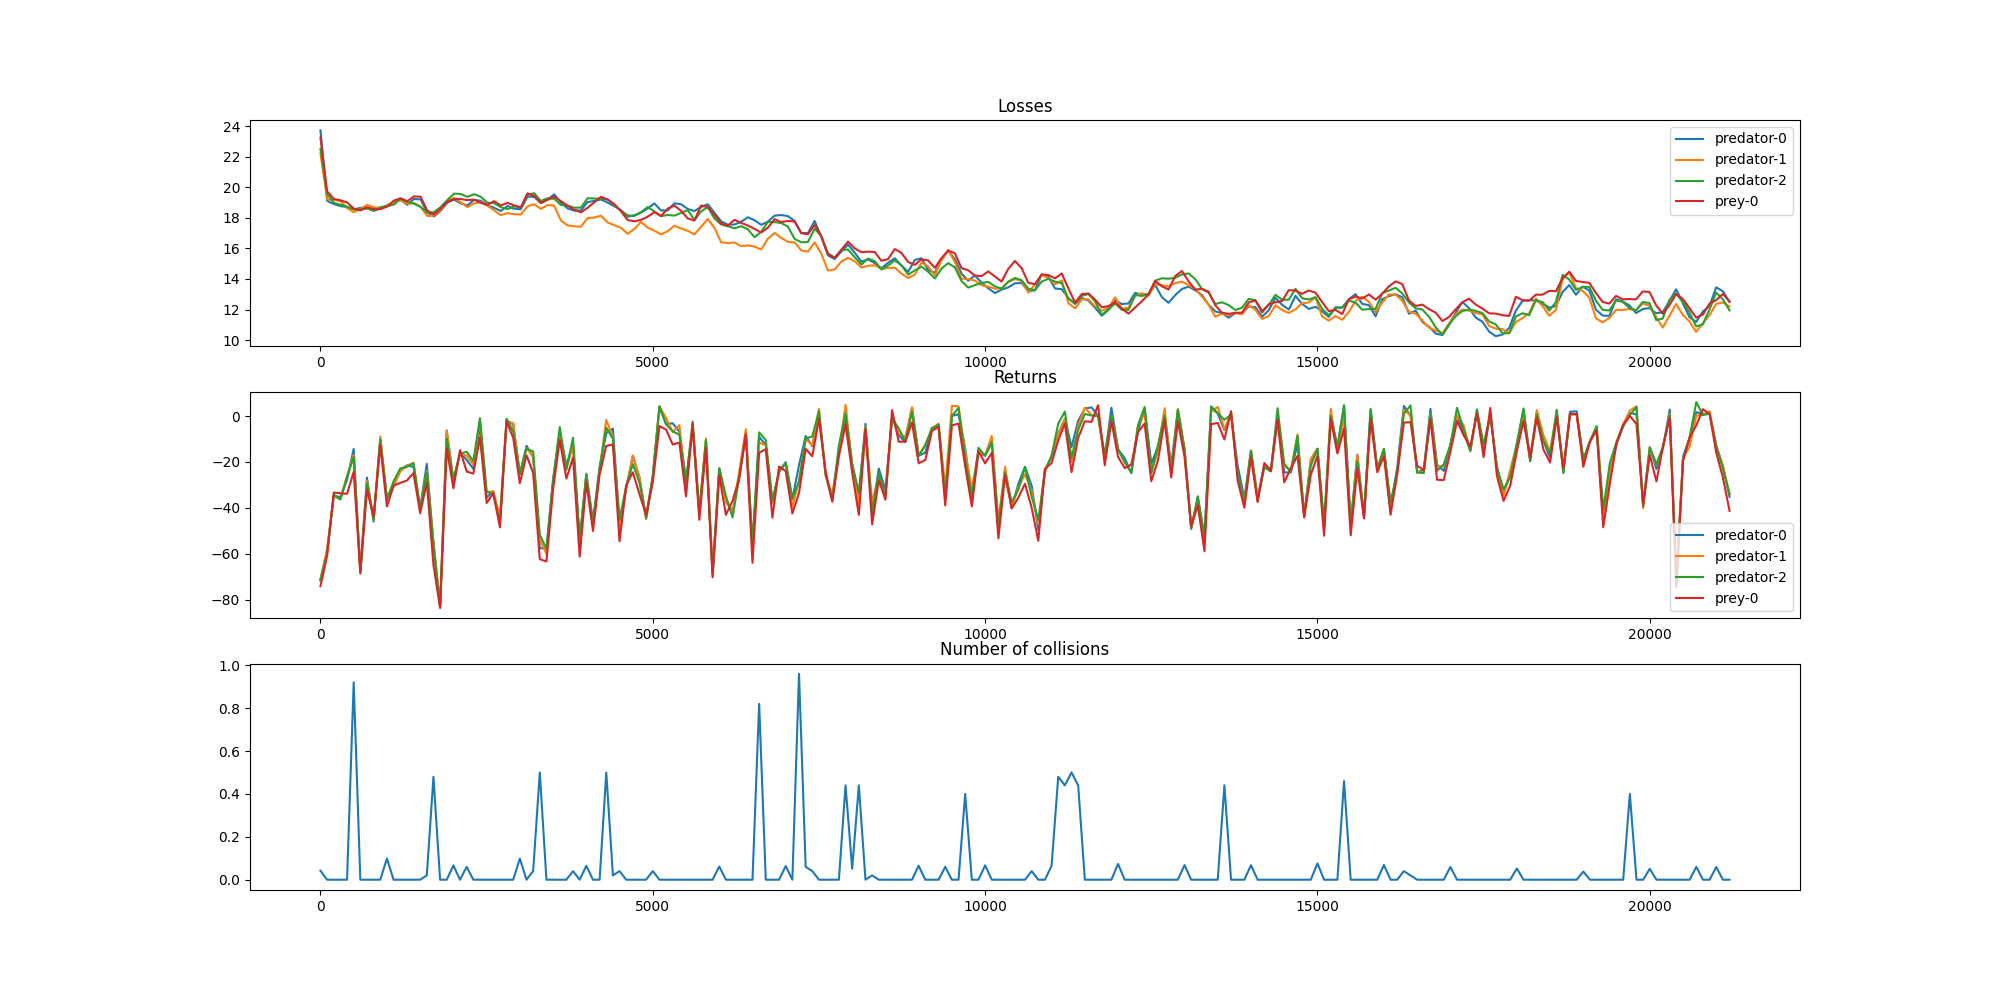 Losses
24
22
20
18
16
14
12
10
predator-0
predator-1
predator-2
prey-0
0 5000 10000 15000 20000
Returns
0
−20
−40
−60
−80
predator-0
predator-1
predator-2
prey-0
0 5000 10000 15000 20000
Number of collisions
1.0
0.8
0.6
0.4
0.2
0.0
0 5000 10000 15000 20000